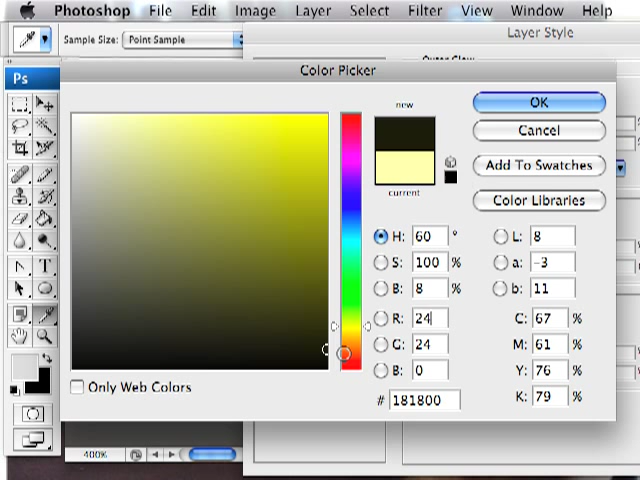 Photoshop File Edit Image Layer Select Filter View Window Help
Sample Size: Point Sample
Layer Style
Ps
Color Picker
new
current
OK
Cancel
Add To Swatches
Color Libraries
H: 60 °
S: 100 %
B: 8 %
R: 24
G: 24
B: 0
# 181800
L: 8
a: -3
b: 11
C: 67 %
M: 61 %
Y: 76 %
K: 79 %
Only Web Colors
400%